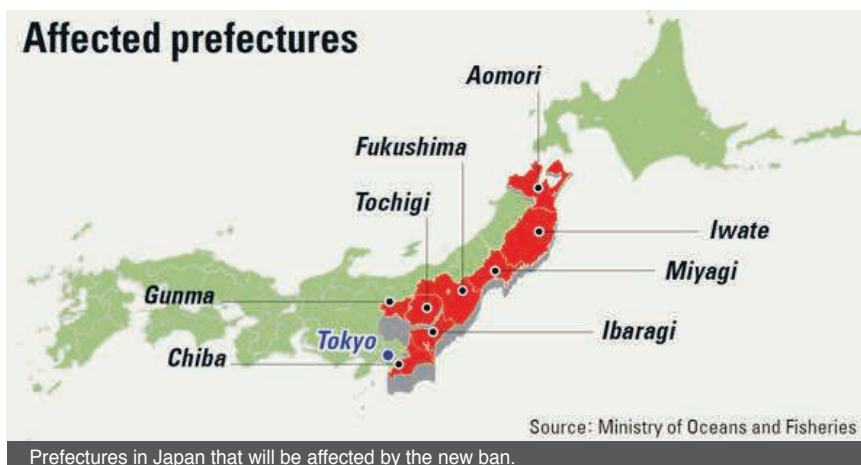 Affected prefectures
Aomori
Fukushima
Tochigi
Iwate
Miyagi
Gunma
Ibaragi
Tokyo
Chiba
Source: Ministry of Oceans and Fisheries
Prefectures in Japan that will be affected by the new ban.